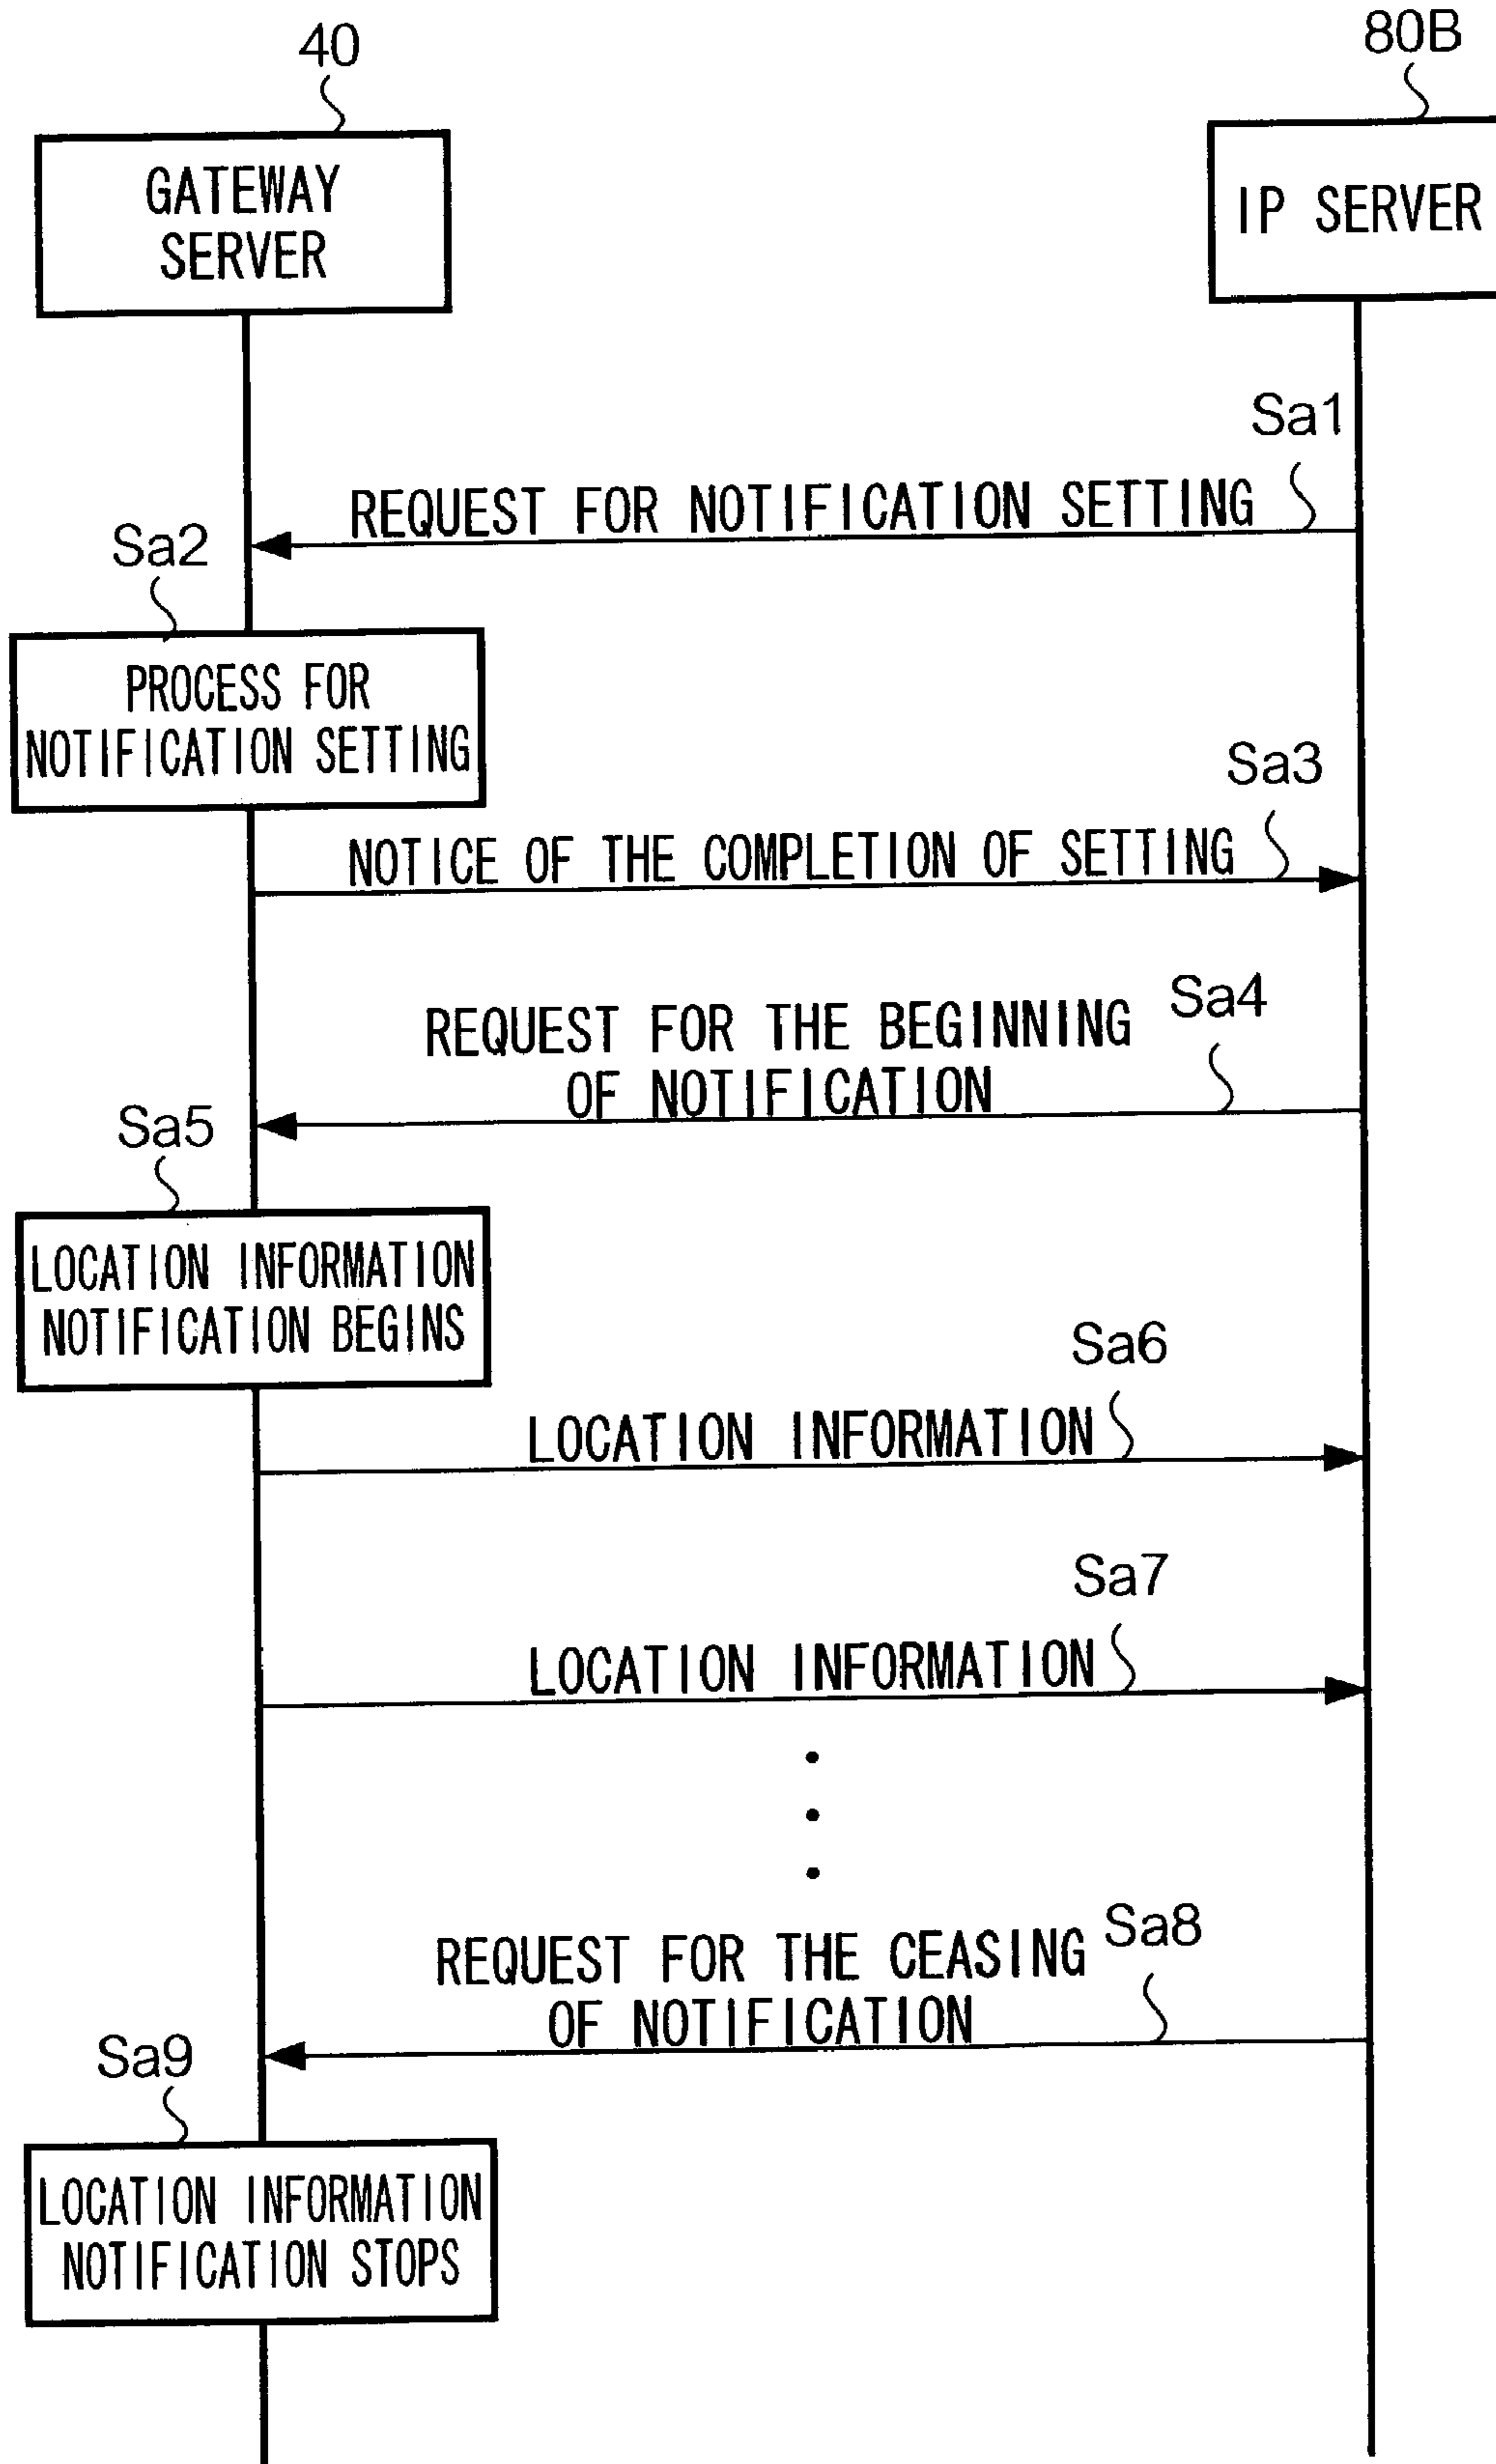 40
80B
GATEWAY
SERVER
IP SERVER
Sa1
REQUEST FOR NOTIFICATION SETTING
Sa2
PROCESS FOR
NOTIFICATION SETTING
Sa3
NOTICE OF THE COMPLETION OF SETTING
Sa4
REQUEST FOR THE BEGINNING
OF NOTIFICATION
Sa5
LOCATION INFORMATION
NOTIFICATION BEGINS
Sa6
LOCATION INFORMATION
Sa7
LOCATION INFORMATION
Sa8
REQUEST FOR THE CEASING
OF NOTIFICATION
Sa9
LOCATION INFORMATION
NOTIFICATION STOPS